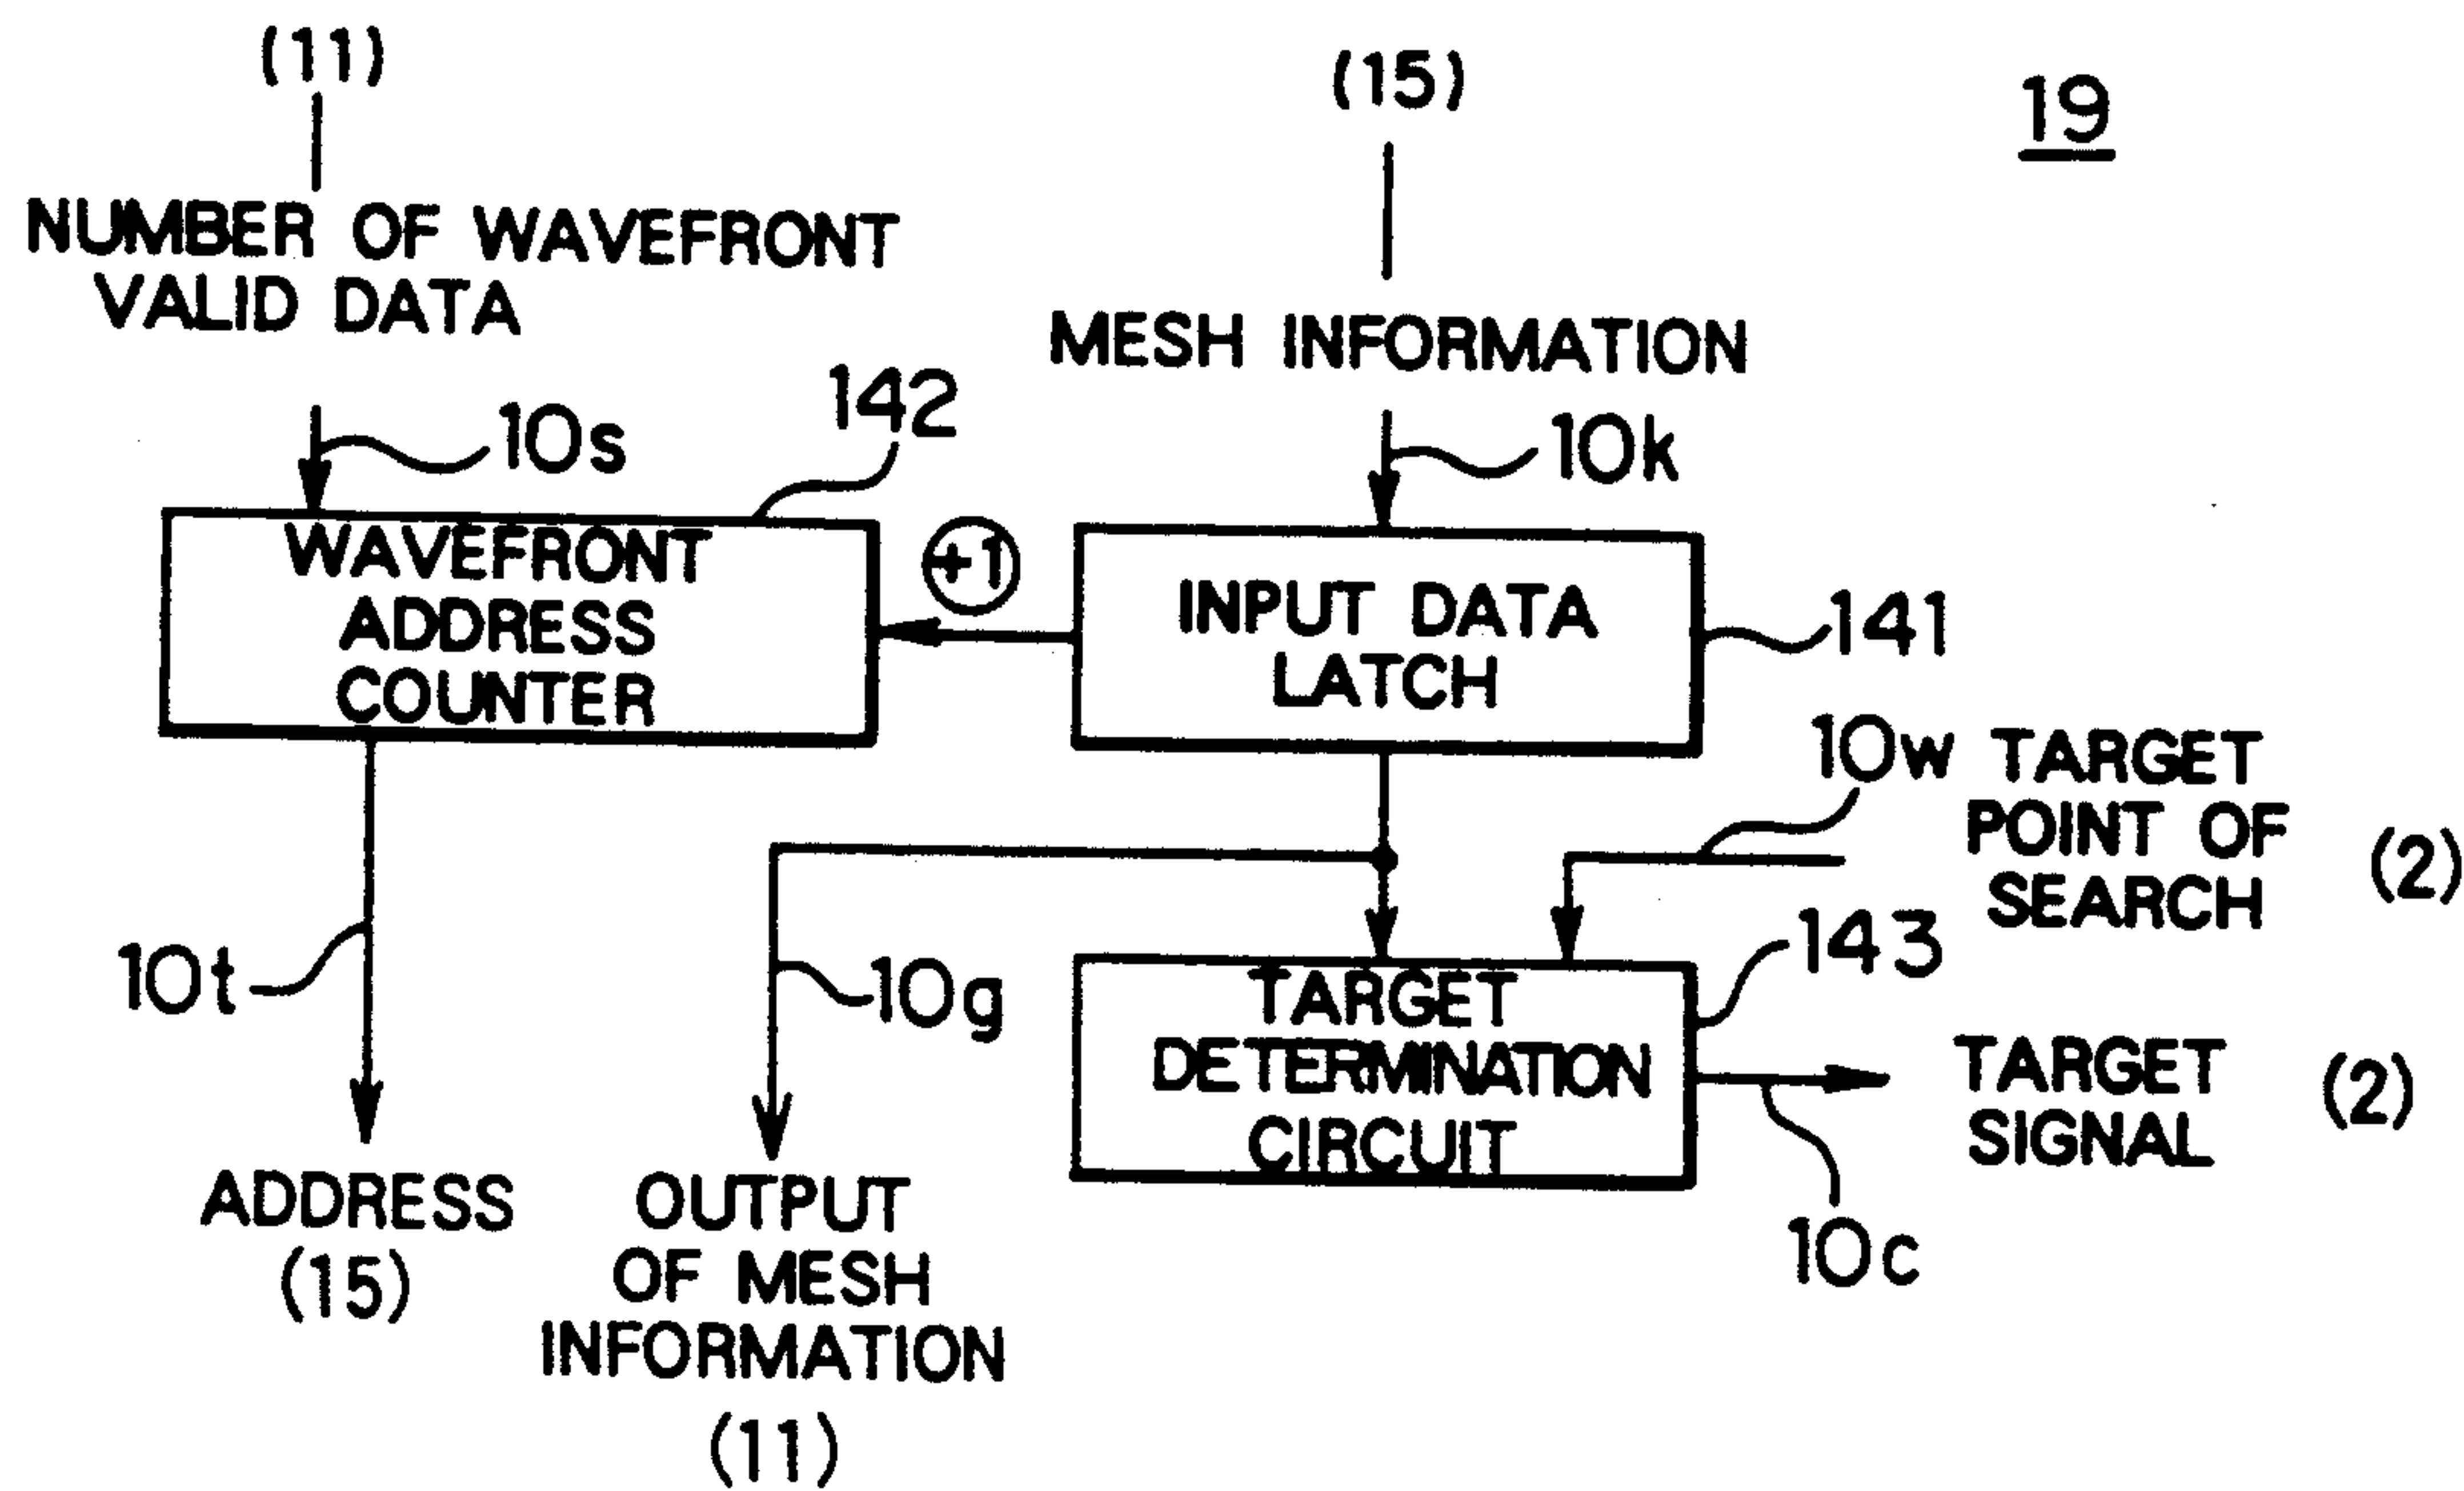 (11)
(15)
19
NUMBER OF WAVEFRONT
VALID DATA
MESH INFORMATION
142
10s
10k
WAVEFRONT
ADDRESS
COUNTER
+1
INPUT DATA
LATCH
141
10w TARGET
POINT OF
SEARCH
(2)
10t
10g
143
TARGET
DETERMINATION
CIRCUIT
TARGET
SIGNAL
(2)
10c
ADDRESS
(15)
OUTPUT
OF MESH
INFORMATION
(11)